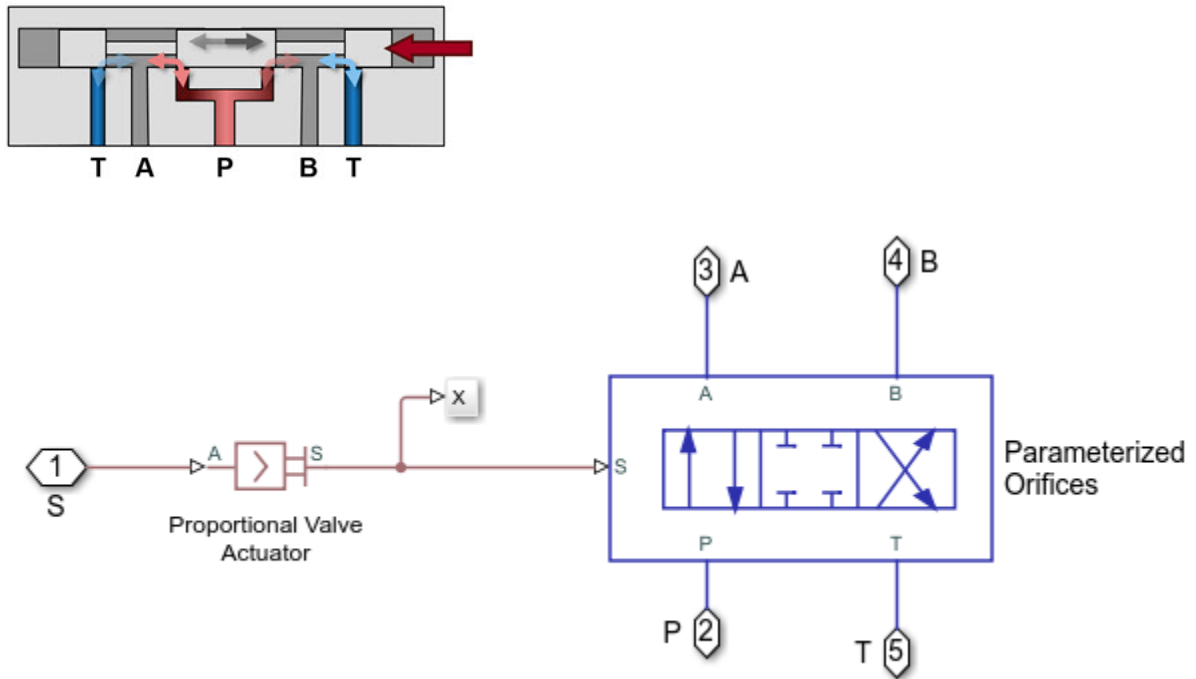 T A P B T
3 A
4 B
A B
1
S
A S
x
S
Proportional Valve
Actuator
Parameterized
Orifices
P T
P 2
T 5